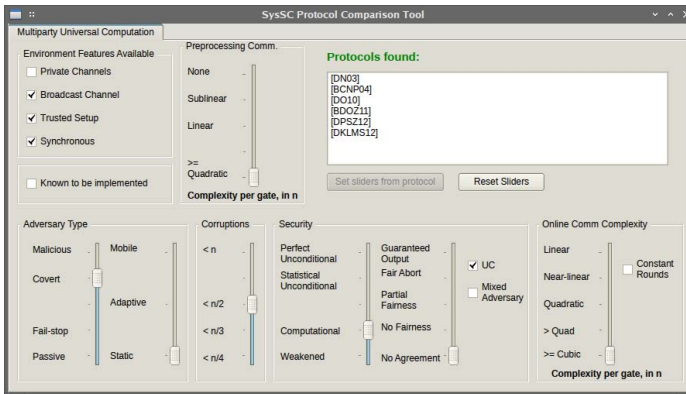 SysSC Protocol Comparison Tool
Multiparty Universal Computation
Environment Features Available
Private Channels
Broadcast Channel
Trusted Setup
Synchronous
Known to be implemented
Preprocessing Comm.
None
Sublinear
Linear
>=
Quadratic
Complexity per gate, in n
Protocols found:
[DN03]
[BCNP04]
[DO10]
[BDOZ11]
[DPSZ12]
[DKLMS12]
Set sliders from protocol
Reset Sliders
Adversary Type
Malicious
Covert
Fail-stop
Passive
Mobile
Adaptive
Static
Corruptions
< n
< n/2
< n/3
< n/4
Security
Perfect
Unconditional
Statistical
Unconditional
Computational
Weakened
Guaranteed
Output
Fair Abort
Partial
Fairness
No Fairness
No Agreement
UC
Mixed
Adversary
Online Comm Complexity
Linear
Near-linear
Quadratic
> Quad
>= Cubic
Constant
Rounds
Complexity per gate, in n